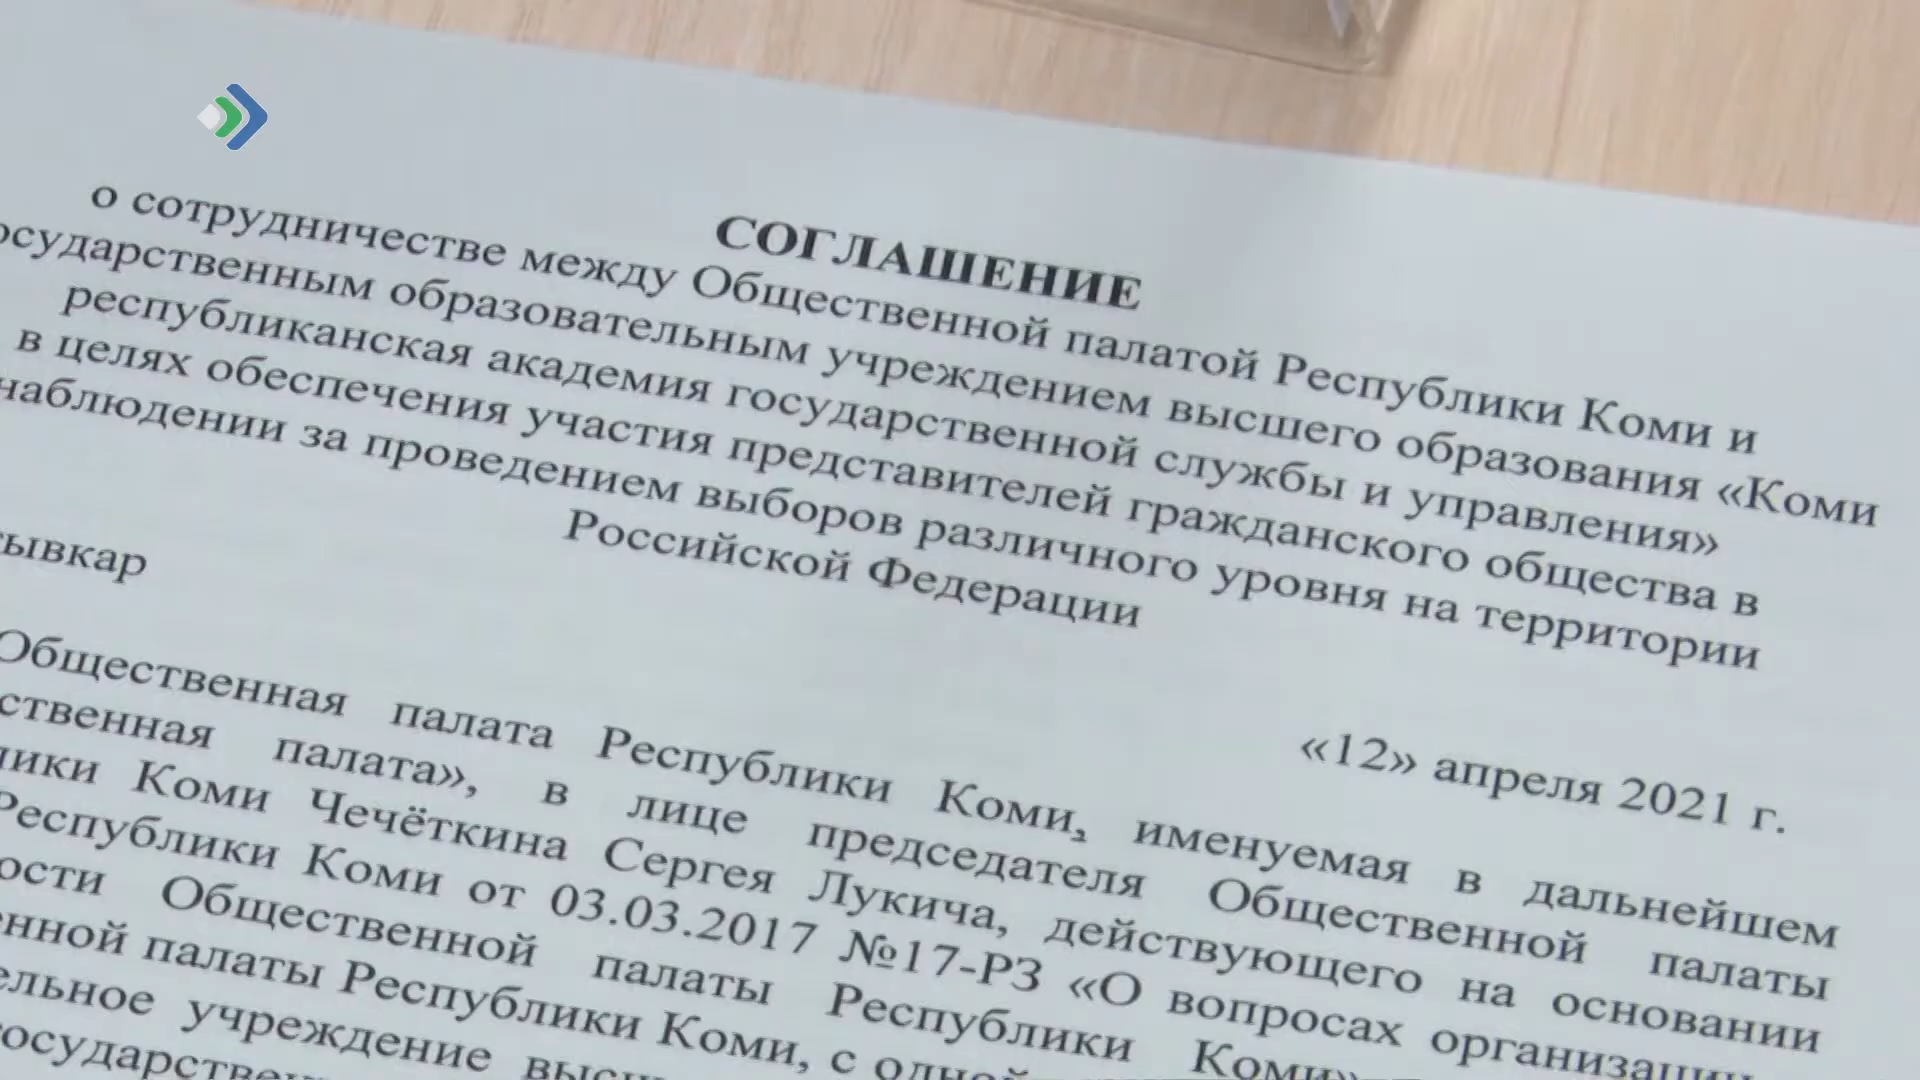 СОГЛАШЕНИЕ
о сотрудничестве между Общественной палатой Республики Коми и
осударственным образовательным учреждением высшего образования «Коми
республиканская академия государственной службы и управления»
в целях обеспечения участия представителей гражданского общества в
наблюдении за проведением выборов различного уровня на территории
Российской Федерации
тывкар
«12» апреля 2021 г.
Общественная палата Республики Коми, именуемая в дальнейшем
ственная палата», в лице председателя Общественной палаты
лики Коми Чечёткина Сергея Лукича, действующего на основании
Республики Коми от 03.03.2017 №17-РЗ «О вопросах организации
ости Общественной палаты Республики Коми»
енной палаты Республики Коми, с одной
ельное учреждение